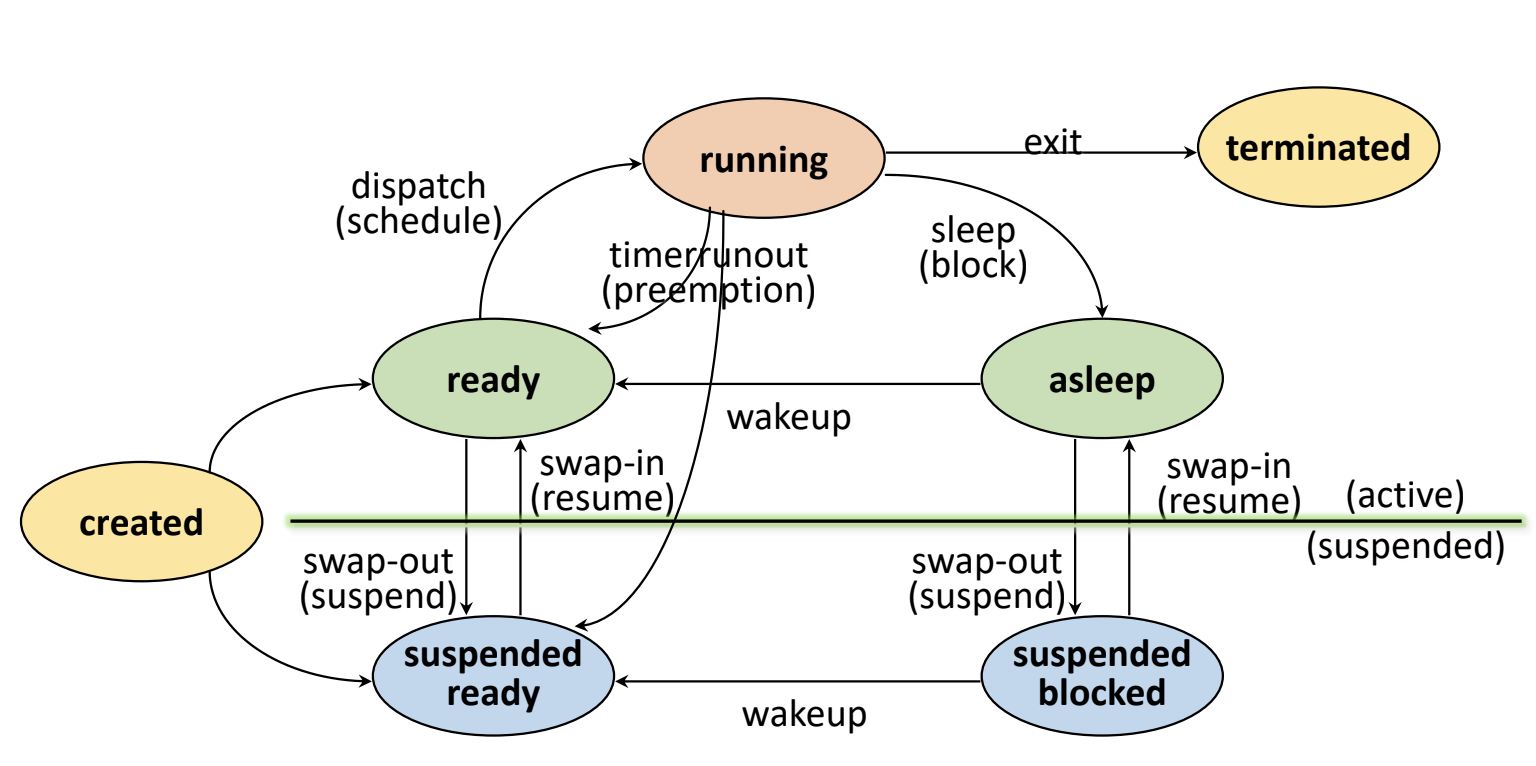 running
exit
terminated
dispatch
(schedule)
timerrunout
(preemption)
sleep
(block)
ready
asleep
wakeup
swap-in
(resume)
swap-in
(resume)
(active)
created
swap-out
(suspend)
swap-out
(suspend)
(suspended)
suspended
ready
suspended
blocked
wakeup